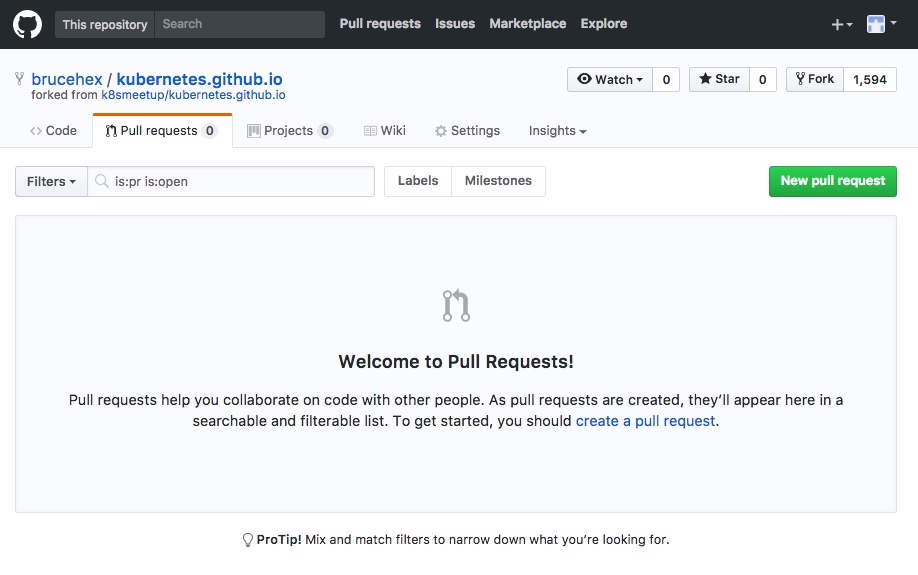 This repository Search Pull requests Issues Marketplace Explore
brucehex / kubernetes.github.io Watch 0 Star 0 Fork 1,594
forked from k8smeetup/kubernetes.github.io
Code Pull requests 0 Projects 0 Wiki Settings Insights
Filters is:pr is:open Labels Milestones New pull request
Welcome to Pull Requests!
Pull requests help you collaborate on code with other people. As pull requests are created, they’ll appear here in a
searchable and filterable list. To get started, you should create a pull request.
ProTip! Mix and match filters to narrow down what you’re looking for.